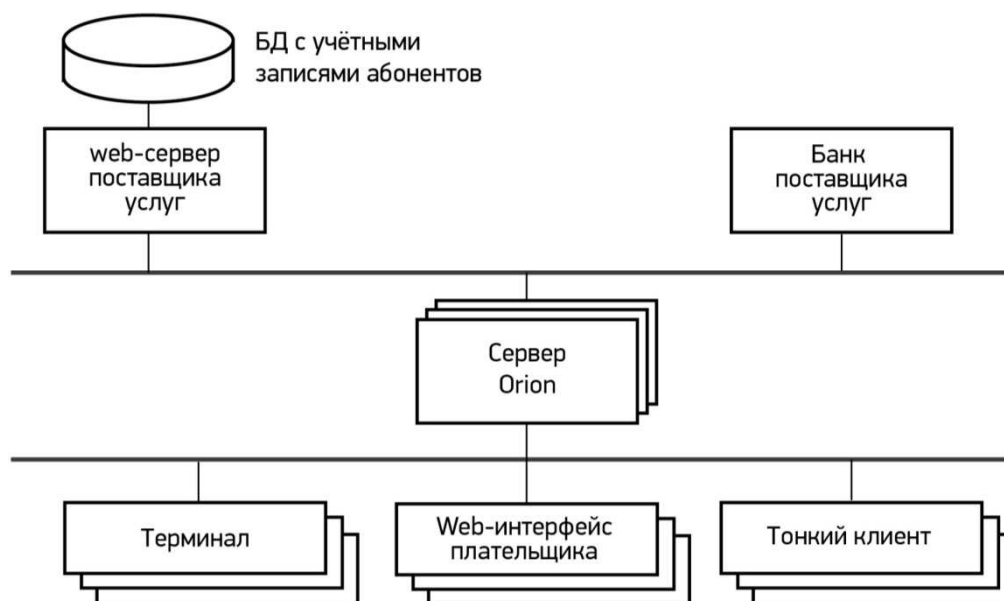 БД с учётными
записями абонентов
web-сервер
поставщика
услуг
Банк
поставщика
услуг
Сервер
Orion
Терминал
Web-интерфейс
плательщика
Тонкий клиент